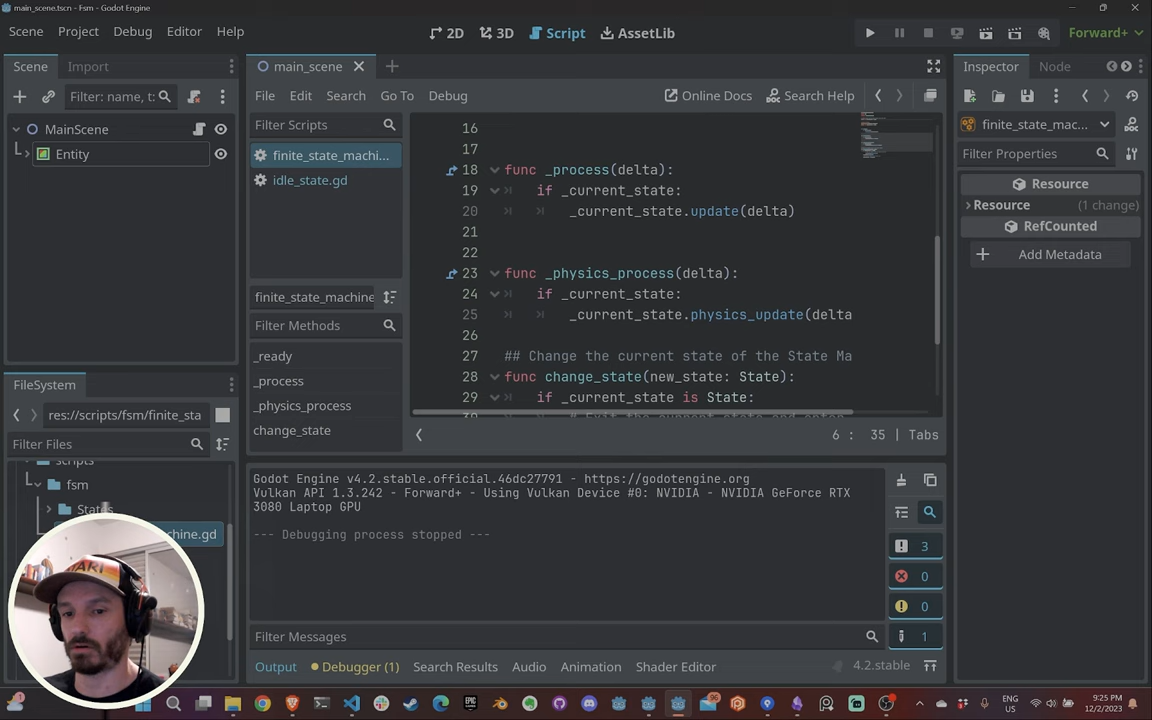 main_scene.tscn - Fsm - Godot Engine
Scene Project Debug Editor Help
2D 3D Script AssetLib
Forward+
Scene Import
Filter: name, t:
MainScene
Entity
main_scene
File Edit Search Go To Debug
Online Docs Search Help
Filter Scripts
finite_state_machi...
idle_state.gd
finite_state_machine
Filter Methods
_ready
_process
_physics_process
change_state
16
17
18 func _process(delta):
19 if _current_state:
20 _current_state.update(delta)
21
22
23 func _physics_process(delta):
24 if _current_state:
25 _current_state.physics_update(delta
26
27 ## Change the current state of the State Ma
28 func change_state(new_state: State):
29 if _current_state is State:
6 : 35 | Tabs
Inspector Node
finite_state_mac...
Filter Properties
Resource
Resource (1 change)
RefCounted
Add Metadata
FileSystem
res://scripts/fsm/finite_sta
Filter Files
scripts
fsm
States
chine.gd
Godot Engine v4.2.stable.official.46dc27791 - https://godotengine.org
Vulkan API 1.3.242 - Forward+ - Using Vulkan Device #0: NVIDIA - NVIDIA GeForce RTX
3080 Laptop GPU
--- Debugging process stopped ---
3
0
0
1
Filter Messages
Output Debugger (1) Search Results Audio Animation Shader Editor
4.2.stable
ENG
US
9:25 PM
12/2/2023